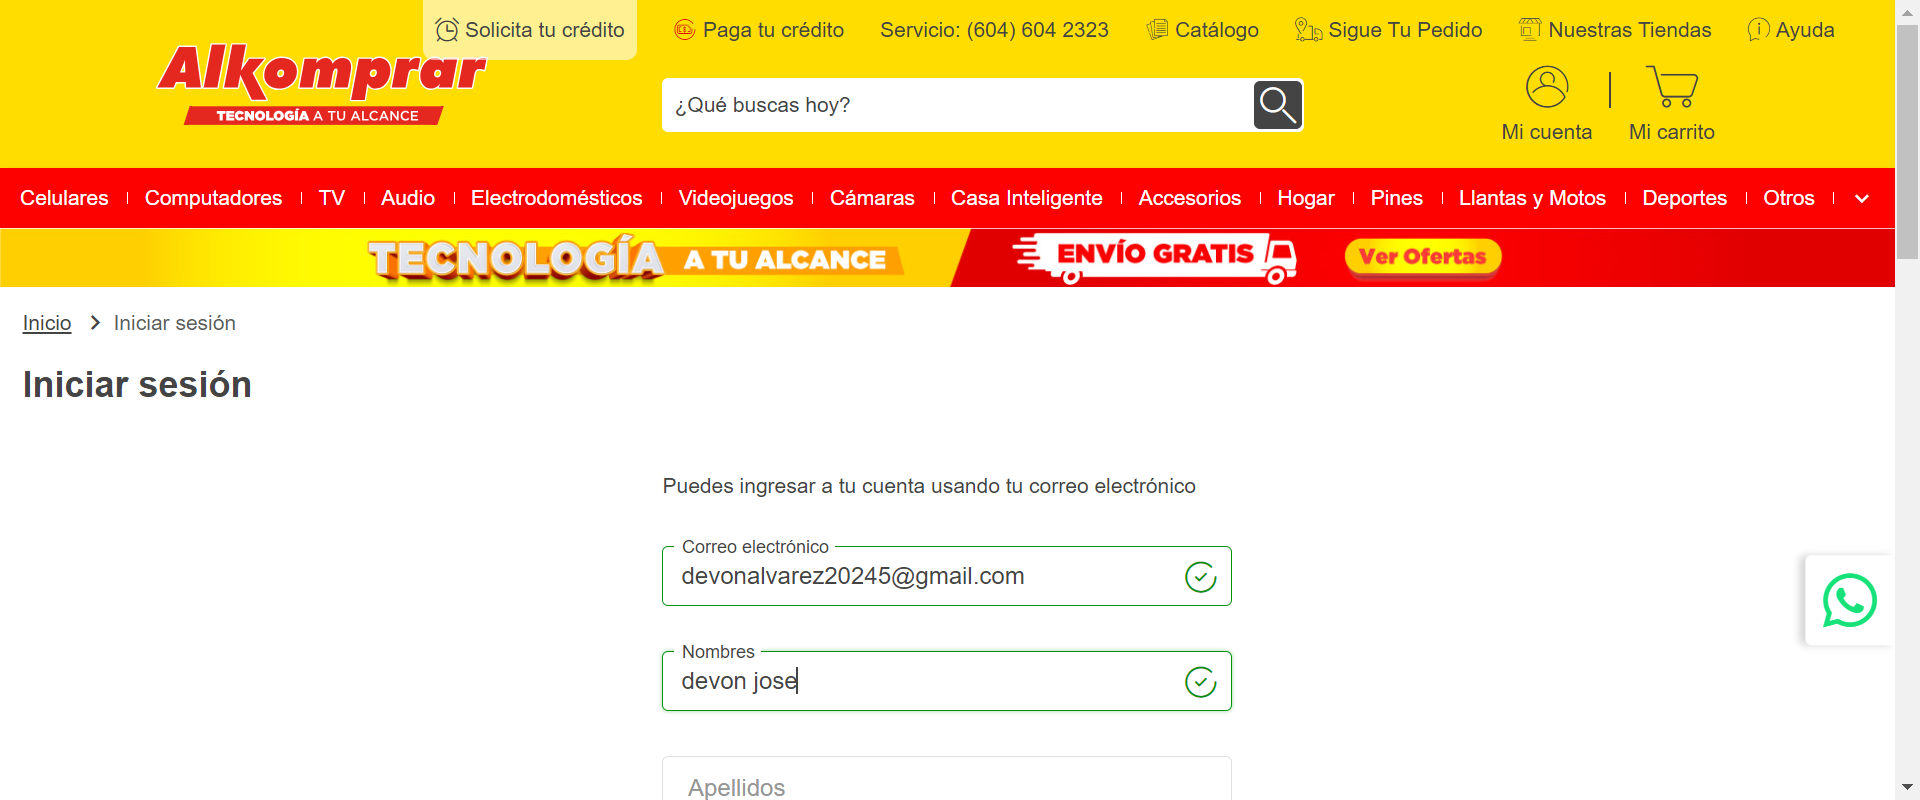 Solicita tu crédito
Paga tu crédito
Servicio: (604) 604 2323
Catálogo
Sigue Tu Pedido
Nuestras Tiendas
Ayuda
Alkomprar
TECNOLOGÍA A TU ALCANCE
¿Qué buscas hoy?
Mi cuenta
Mi carrito
Celulares
Computadores
TV
Audio
Electrodomésticos
Videojuegos
Cámaras
Casa Inteligente
Accesorios
Hogar
Pines
Llantas y Motos
Deportes
Otros
TECNOLOGÍA A TU ALCANCE
ENVÍO GRATIS
Ver Ofertas
Inicio
Iniciar sesión
Iniciar sesión
Puedes ingresar a tu cuenta usando tu correo electrónico
Correo electrónico
devonalvarez20245@gmail.com
Nombres
devon jose
Apellidos